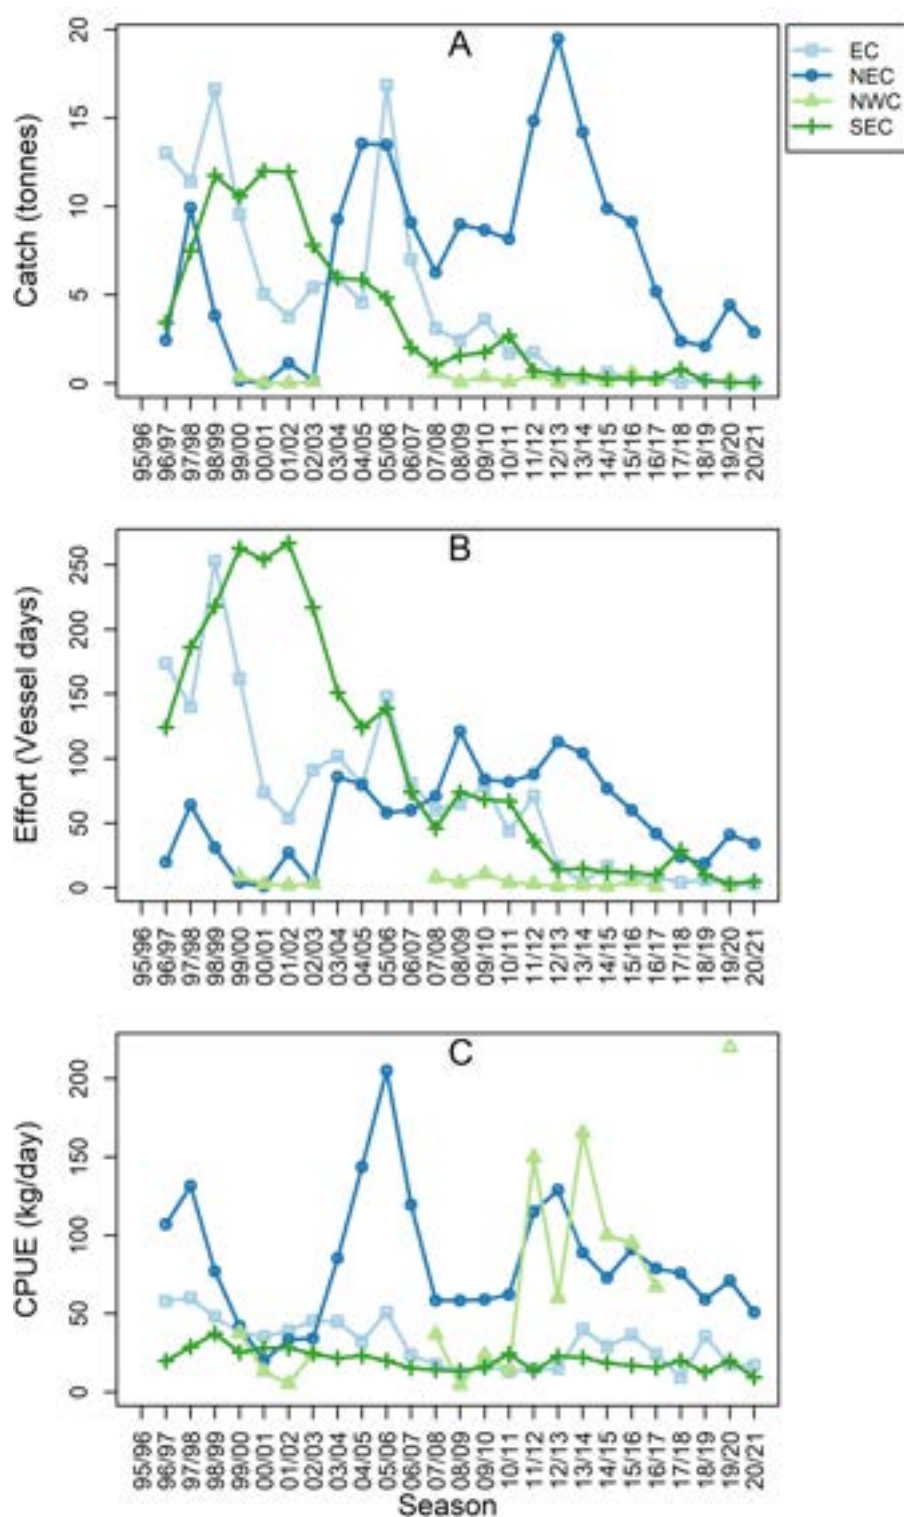 A
EC
NEC
NWC
SEC
Catch (tonnes)
20
15
10
5
0
95/96 96/97 97/98 98/99 99/00 00/01 01/02 02/03 03/04 04/05 05/06 06/07 07/08 08/09 09/10 10/11 11/12 12/13 13/14 14/15 15/16 16/17 17/18 18/19 19/20 20/21
B
Effort (Vessel days)
250
200
150
100
50
0
95/96 96/97 97/98 98/99 99/00 00/01 01/02 02/03 03/04 04/05 05/06 06/07 07/08 08/09 09/10 10/11 11/12 12/13 13/14 14/15 15/16 16/17 17/18 18/19 19/20 20/21
C
CPUE (kg/day)
200
150
100
50
0
95/96 96/97 97/98 98/99 99/00 00/01 01/02 02/03 03/04 04/05 05/06 06/07 07/08 08/09 09/10 10/11 11/12 12/13 13/14 14/15 15/16 16/17 17/18 18/19 19/20 20/21
Season